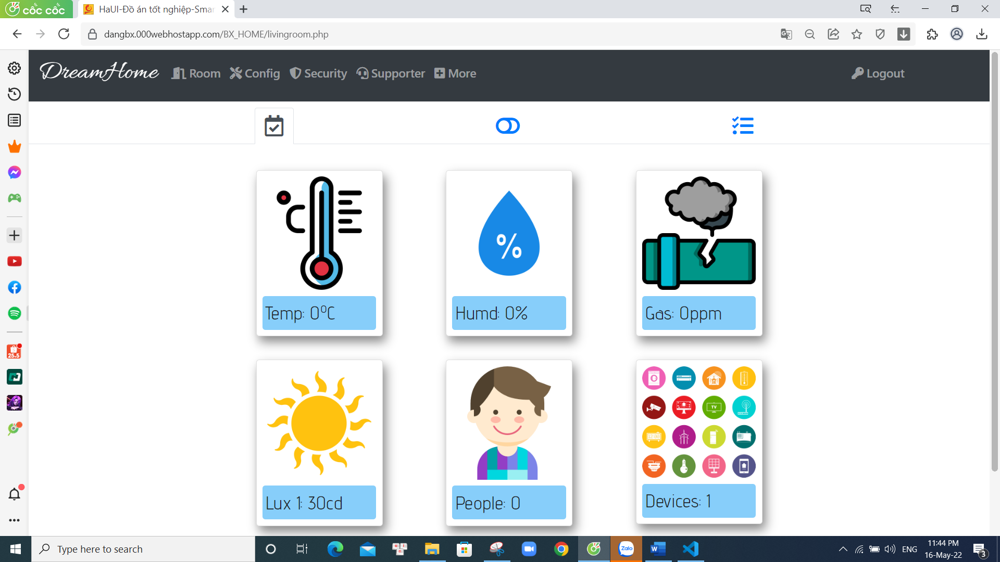 cốc cốc
HaUI-Đồ án tốt nghiệp-Smar
dangbx.000webhostapp.com/BX_HOME/livingroom.php
DreamHome Room Config Security Supporter More Logout
°C
%
Temp: 0⁰C
Humd: 0%
Gas: 0ppm
TV
Lux 1: 30cd
People: 0
Devices: 1
25.5
Type here to search
Zalo
W
ENG
11:44 PM
16-May-22
3